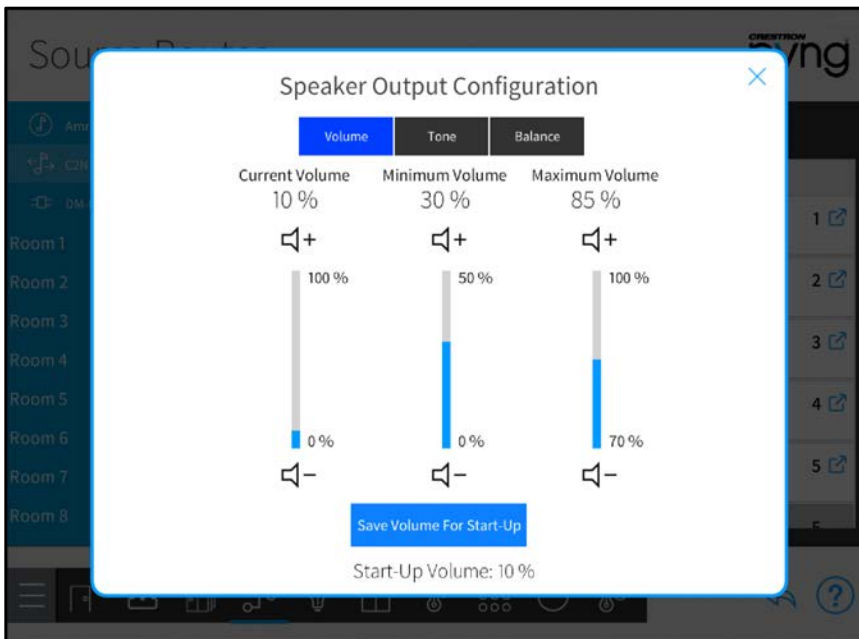 CRESTRON
pyng
Speaker Output Configuration
Volume Tone Balance
Current Volume Minimum Volume Maximum Volume
10 % 30 % 85 %
100 % 50 % 100 %
0 % 0 % 70 %
Save Volume For Start-Up
Start-Up Volume: 10 %
Room 1
Room 2
Room 3
Room 4
Room 5
Room 6
Room 7
Room 8
1
2
3
4
5
?